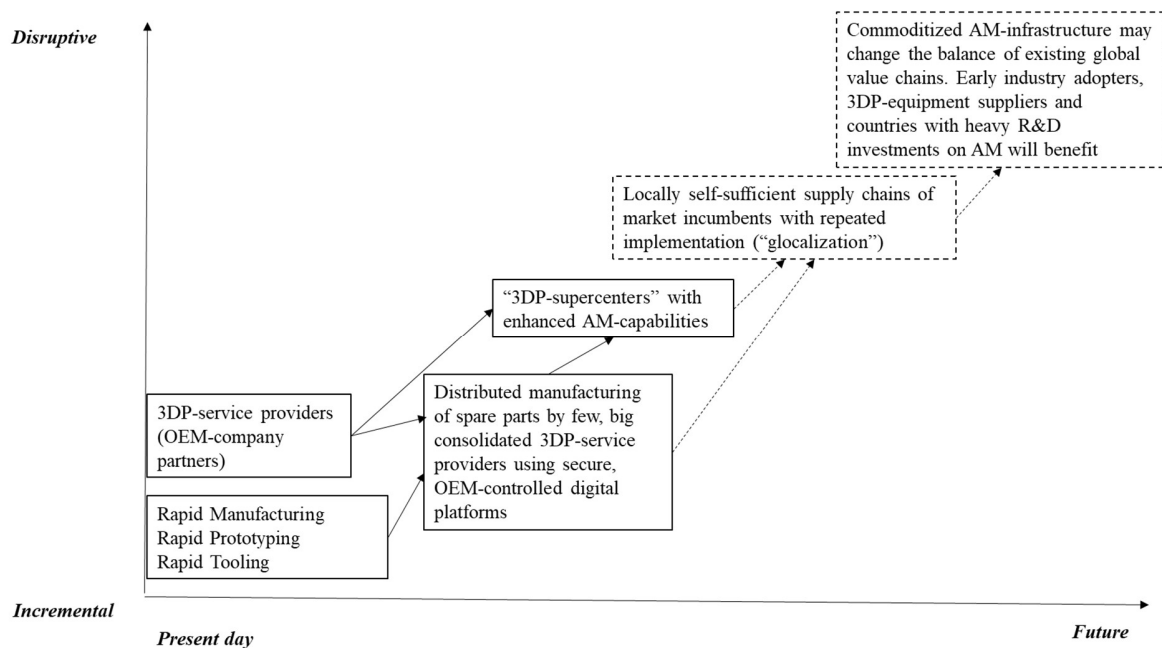 Disruptive
Commoditized AM-infrastructure may
change the balance of existing global
value chains. Early industry adopters,
3DP-equipment suppliers and
countries with heavy R&D
investments on AM will benefit
Locally self-sufficient supply chains of
market incumbents with repeated
implementation (“glocalization”)
“3DP-supercenters” with
enhanced AM-capabilities
Distributed manufacturing
of spare parts by few, big
consolidated 3DP-service
providers using secure,
OEM-controlled digital
platforms
3DP-service providers
(OEM-company
partners)
Rapid Manufacturing
Rapid Prototyping
Rapid Tooling
Incremental
Present day
Future